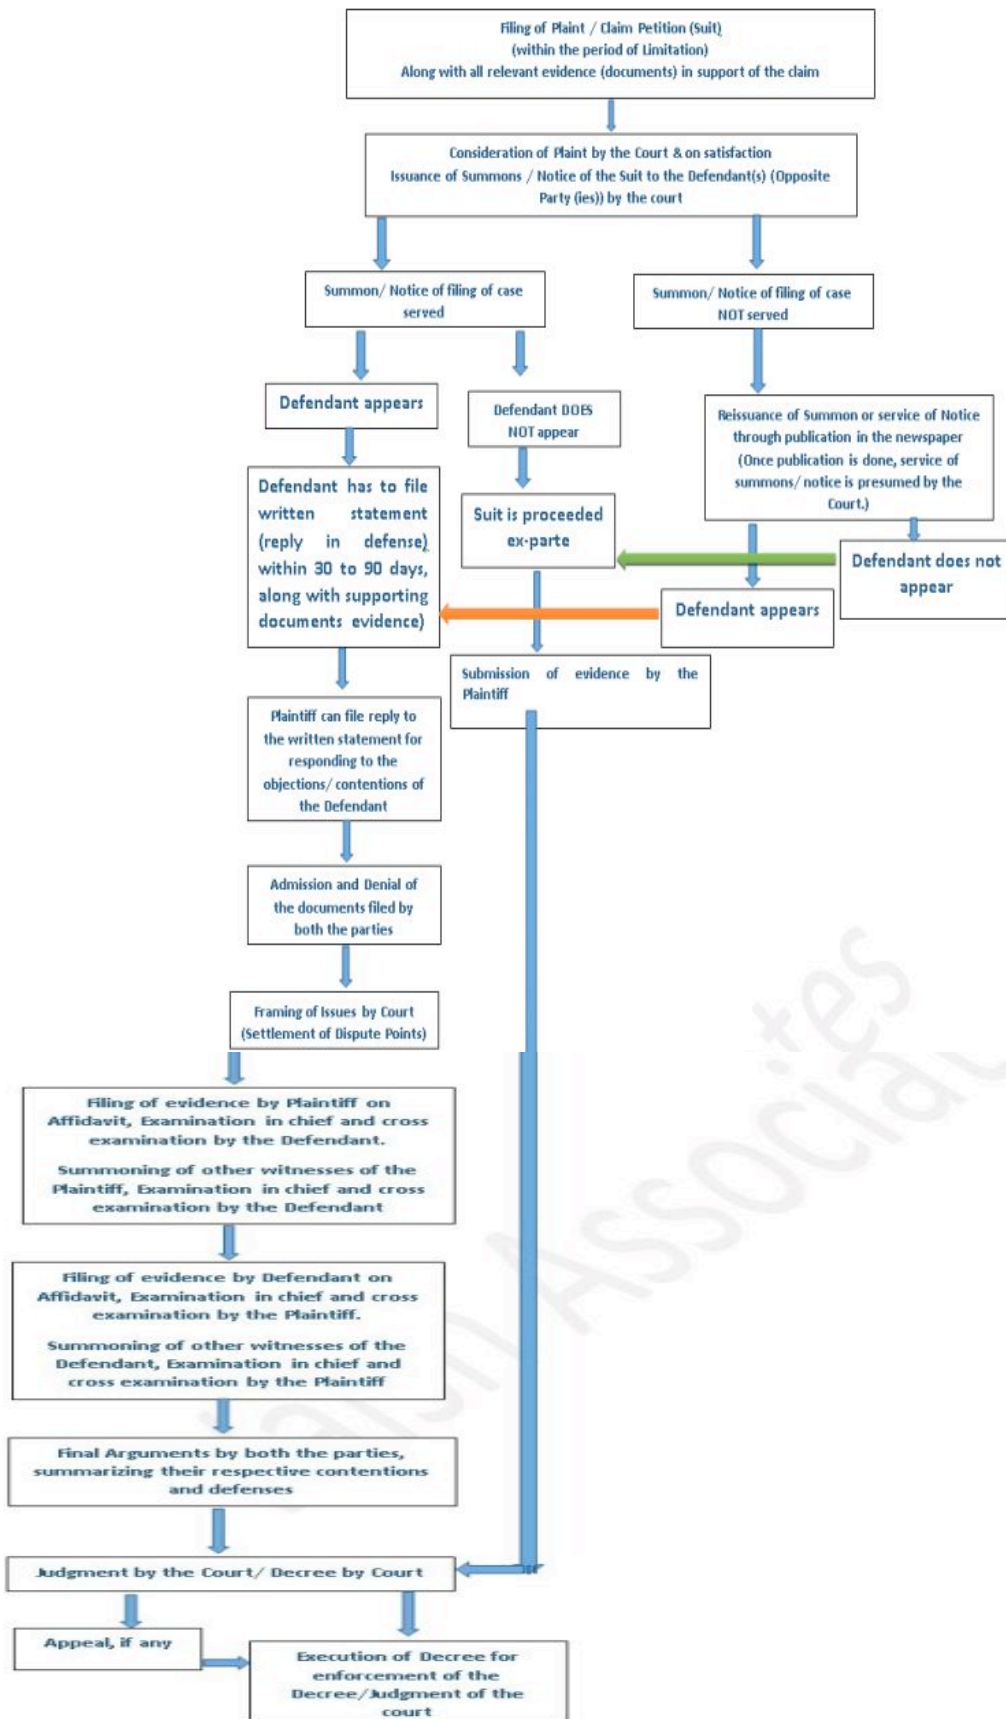 Filing of Plaint / Claim Petition (Suit)
(within the period of Limitation)
Along with all relevant evidence (documents) in support of the claim
Consideration of Plaint by the Court & on satisfaction
Issuance of Summons / Notice of the Suit to the Defendant(s) (Opposite
Party (ies)) by the court
Summon/ Notice of filing of case
served
Summon/ Notice of filing of case
NOT served
Defendant appears
Defendant DOES
NOT appear
Reissuance of Summon or service of Notice
through publication in the newspaper
(Once publication is done, service of
summons/ notice is presumed by the
Court.)
Defendant has to file
written statement
(reply in defense)
within 30 to 90 days,
along with supporting
documents evidence)
Suit is proceeded
ex-parte
Defendant does not
appear
Defendant appears
Submission of evidence by the
Plaintiff
Plaintiff can file reply to
the written statement for
responding to the
objections/ contentions of
the Defendant
Admission and Denial of
the documents filed by
both the parties
Framing of Issues by Court
(Settlement of Dispute Points)
Filing of evidence by Plaintiff on
Affidavit, Examination in chief and cross
examination by the Defendant.
Summoning of other witnesses of the
Plaintiff, Examination in chief and cross
examination by the Defendant
Filing of evidence by Defendant on
Affidavit, Examination in chief and cross
examination by the Plaintiff.
Summoning of other witnesses of the
Defendant, Examination in chief and
cross examination by the Plaintiff
Final Arguments by both the parties,
summarizing their respective contentions
and defenses
Judgment by the Court/ Decree by Court
Appeal, if any
Execution of Decree for
enforcement of the
Decree/Judgment of the
court